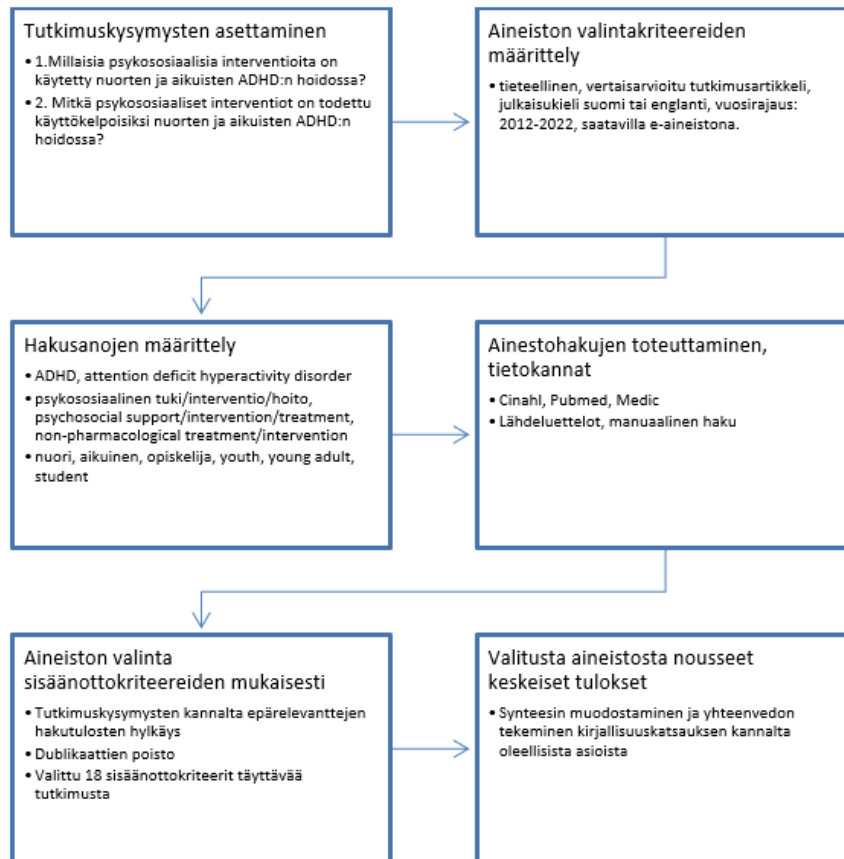 Tutkimuskysymysten asettaminen
• 1.Millaisia psykososiaalisia interventioita on
käytetty nuorten ja aikuisten ADHD:n hoidossa?
• 2. Mitkä psykososiaaliset interventiot on todettu
käyttökelpoisiksi nuorten ja aikuisten ADHD:n
hoidossa?
Aineiston valintakriteereiden
määrittely
• tieteellinen, vertaisarvioitu tutkimusartikkeli,
julkaisukieli suomi tai englanti, vuosirajaus:
2012-2022, saatavilla e-aineistona.
Hakusanojen määrittely
• ADHD, attention deficit hyperactivity disorder
• psykososiaalinen tuki/interventio/hoito,
psychosocial support/intervention/treatment,
non-pharmacological treatment/intervention
• nuori, aikuinen, opiskelija, youth, young adult,
student
Ainestohakujen toteuttaminen,
tietokannat
• Cinahl, Pubmed, Medic
• Lähdeluettelot, manuaalinen haku
Aineiston valinta
sisäänottokriteereiden mukaisesti
• Tutkimuskysymysten kannalta epärelevanttejen
hakutulosten hylkäys
• Dublikaattien poisto
• Valittu 18 sisäänottokriteerit täyttävää
tutkimusta
Valitusta aineistosta nousseet
keskeiset tulokset
• Synteesin muodostaminen ja yhteenvedon
tekeminen kirjallisuuskatsauksen kannalta
oleellisista asioista